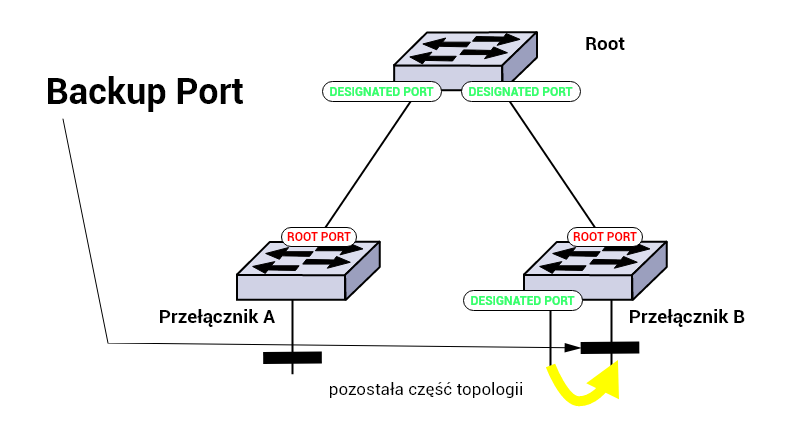 Root
Backup Port
DESIGNATED PORT
DESIGNATED PORT
ROOT PORT
ROOT PORT
DESIGNATED PORT
Przełącznik A
Przełącznik B
pozostała część topologii